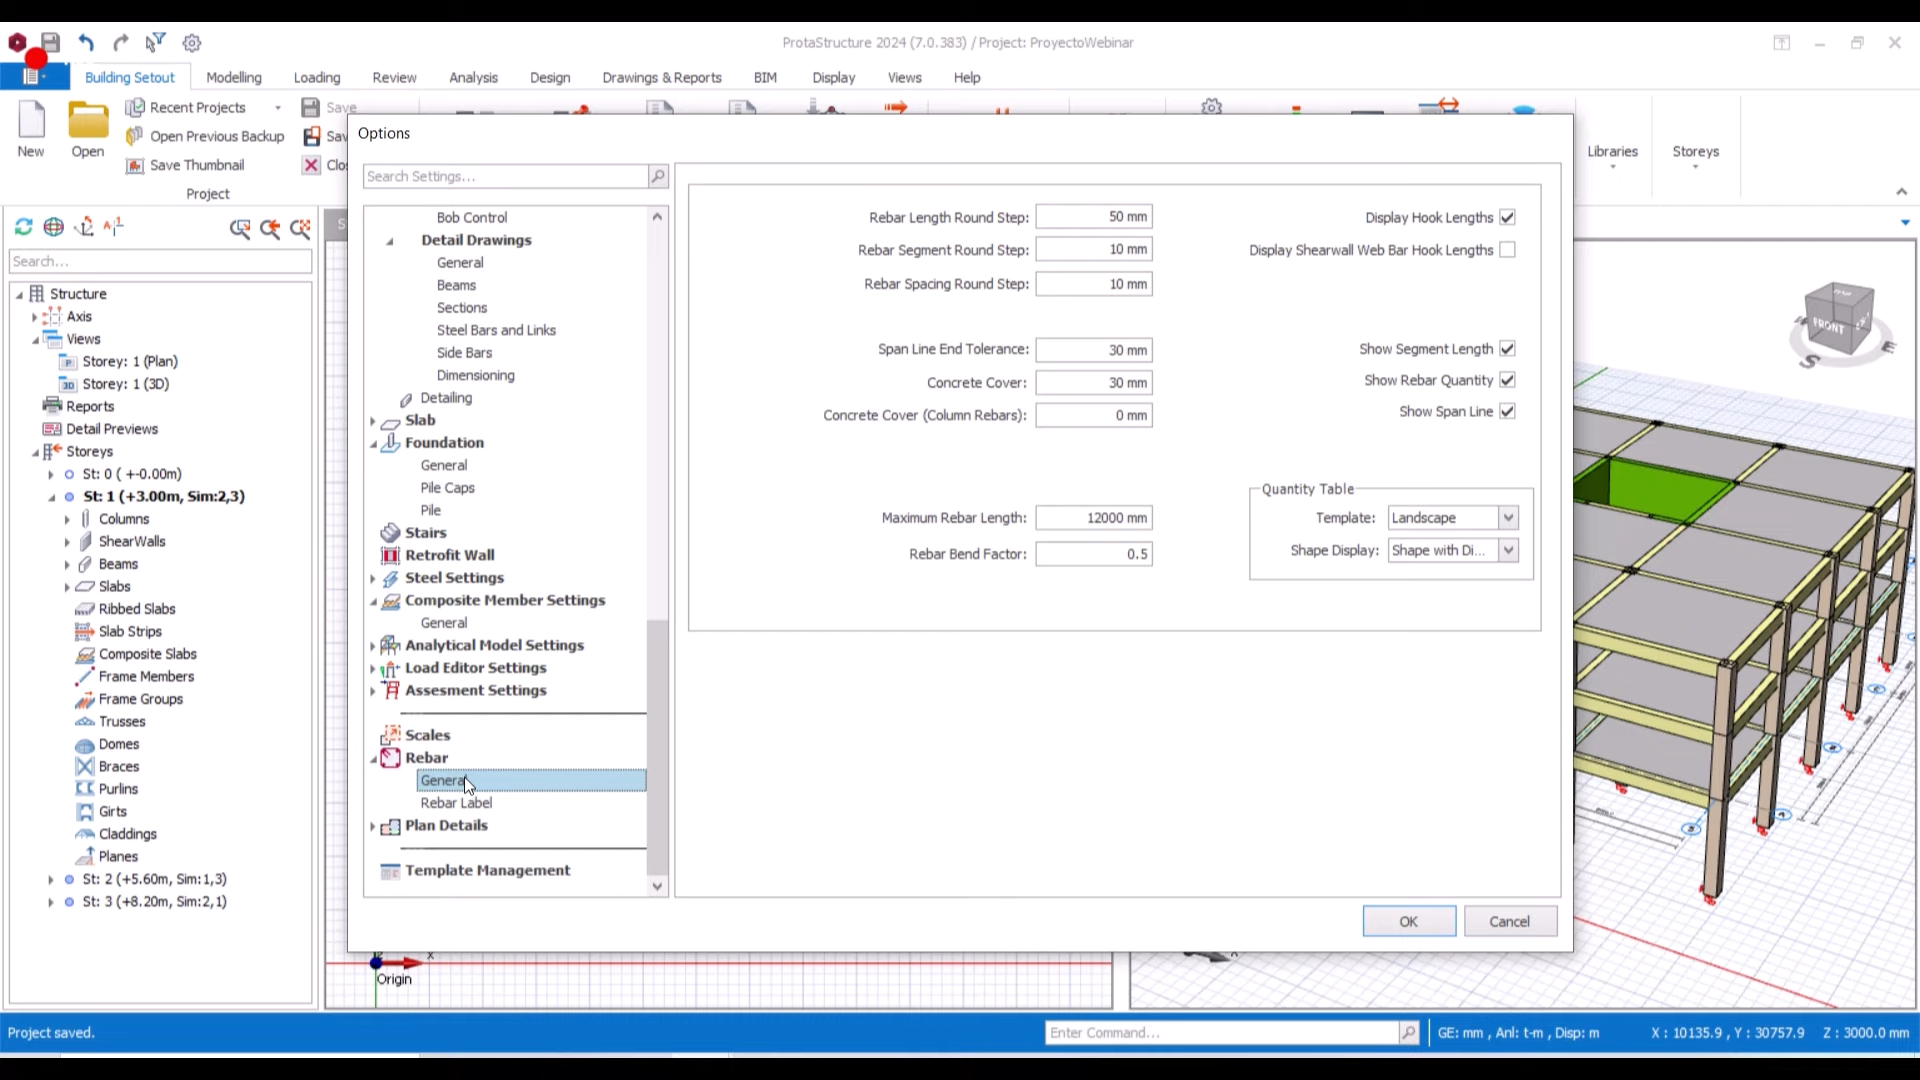 ProtaStructure 2024 (7.0.383) / Project: ProyectoWebinar
Building Setout
Modelling
Loading
Review
Analysis
Design
Drawings & Reports
BIM
Display
Views
Help
New
Open
Recent Projects
Open Previous Backup
Save Thumbnail
Save
Project
Libraries
Storeys
Search...
Structure
Axis
Views
Storey: 1 (Plan)
Storey: 1 (3D)
Reports
Detail Previews
Storeys
St: 0 ( +-0.00m)
St: 1 (+3.00m, Sim:2,3)
Columns
ShearWalls
Beams
Slabs
Ribbed Slabs
Slab Strips
Composite Slabs
Frame Members
Frame Groups
Trusses
Domes
Braces
Purlins
Girts
Claddings
Planes
St: 2 (+5.60m, Sim:1,3)
St: 3 (+8.20m, Sim:2,1)
Options
Search Settings...
Bob Control
Detail Drawings
General
Beams
Sections
Steel Bars and Links
Side Bars
Dimensioning
Detailing
Slab
Foundation
General
Pile Caps
Pile
Stairs
Retrofit Wall
Steel Settings
Composite Member Settings
General
Analytical Model Settings
Load Editor Settings
Assesment Settings
Scales
Rebar
General
Rebar Label
Plan Details
Template Management
Rebar Length Round Step: 50 mm
Rebar Segment Round Step: 10 mm
Rebar Spacing Round Step: 10 mm
Span Line End Tolerance: 30 mm
Concrete Cover: 30 mm
Concrete Cover (Column Rebars): 0 mm
Maximum Rebar Length: 12000 mm
Rebar Bend Factor: 0.5
Display Hook Lengths
Display Shearwall Web Bar Hook Lengths
Show Segment Length
Show Rebar Quantity
Show Span Line
Quantity Table
Template: Landscape
Shape Display: Shape with Di...
OK
Cancel
FRONT
S
E
X
Origin
Project saved.
Enter Command...
GE: mm , Anl: t-m , Disp: m
X : 10135.9 , Y : 30757.9
Z : 3000.0 mm